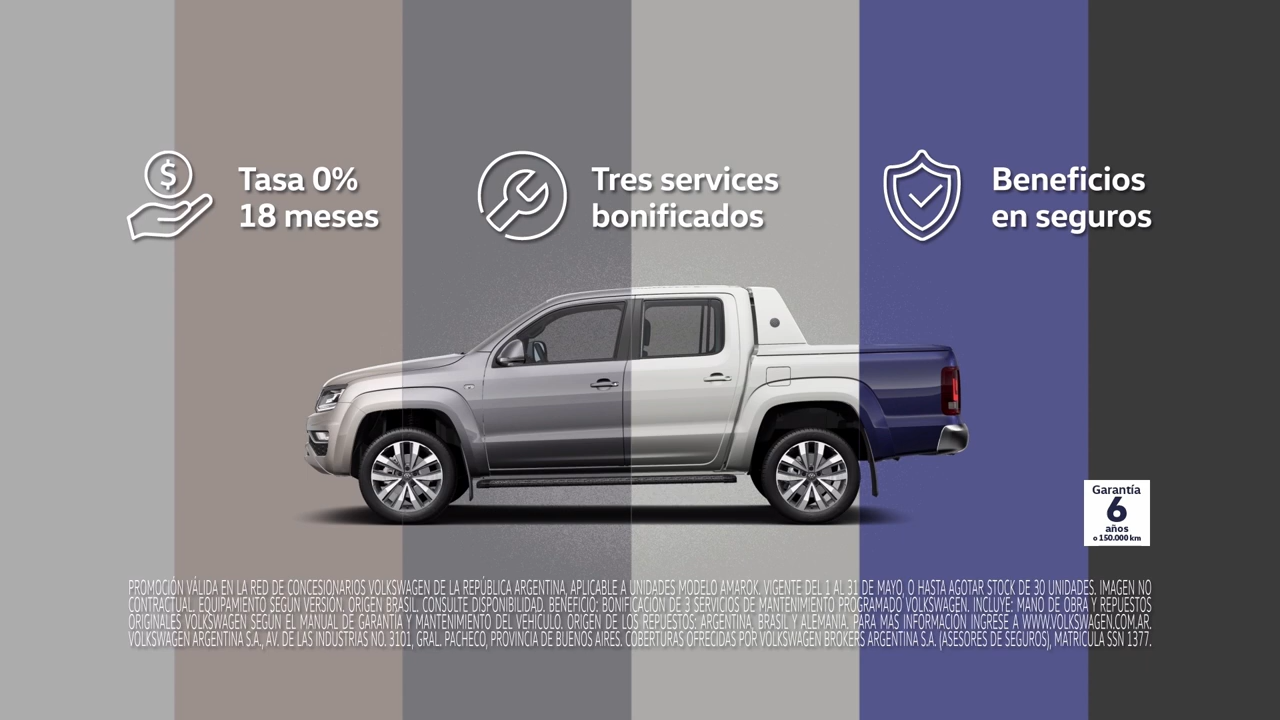 Tasa 0%
18 meses
Tres services
bonificados
Beneficios
en seguros
$
Garantía
6
años
o 150.000 km
PROMOCIÓN VÁLIDA EN LA RED DE CONCESIONARIOS VOLKSWAGEN DE LA REPÚBLICA ARGENTINA, APLICABLE A UNIDADES MODELO AMAROK. VIGENTE DEL 1 AL 31 DE MAYO, O HASTA AGOTAR STOCK DE 30 UNIDADES. IMAGEN NO
CONTRACTUAL. EQUIPAMIENTO SEGÚN VERSIÓN. ORIGEN BRASIL. CONSULTE DISPONIBILIDAD. BENEFICIO: BONIFICACIÓN DE 3 SERVICIOS DE MANTENIMIENTO PROGRAMADO VOLKSWAGEN. INCLUYE: MANO DE OBRA Y REPUESTOS
ORIGINALES VOLKSWAGEN SEGÚN EL MANUAL DE GARANTÍA Y MANTENIMIENTO DEL VEHÍCULO. ORIGEN DE LOS REPUESTOS: ARGENTINA, BRASIL Y ALEMANIA. PARA MÁS INFORMACIÓN INGRESE A WWW.VOLKSWAGEN.COM.AR.
VOLKSWAGEN ARGENTINA S.A., AV. DE LAS INDUSTRIAS NO. 3101, GRAL. PACHECO, PROVINCIA DE BUENOS AIRES. COBERTURAS OFRECIDAS POR VOLKSWAGEN BROKERS ARGENTINA S.A. (ASESORES DE SEGUROS), MATRÍCULA SSN 1377.